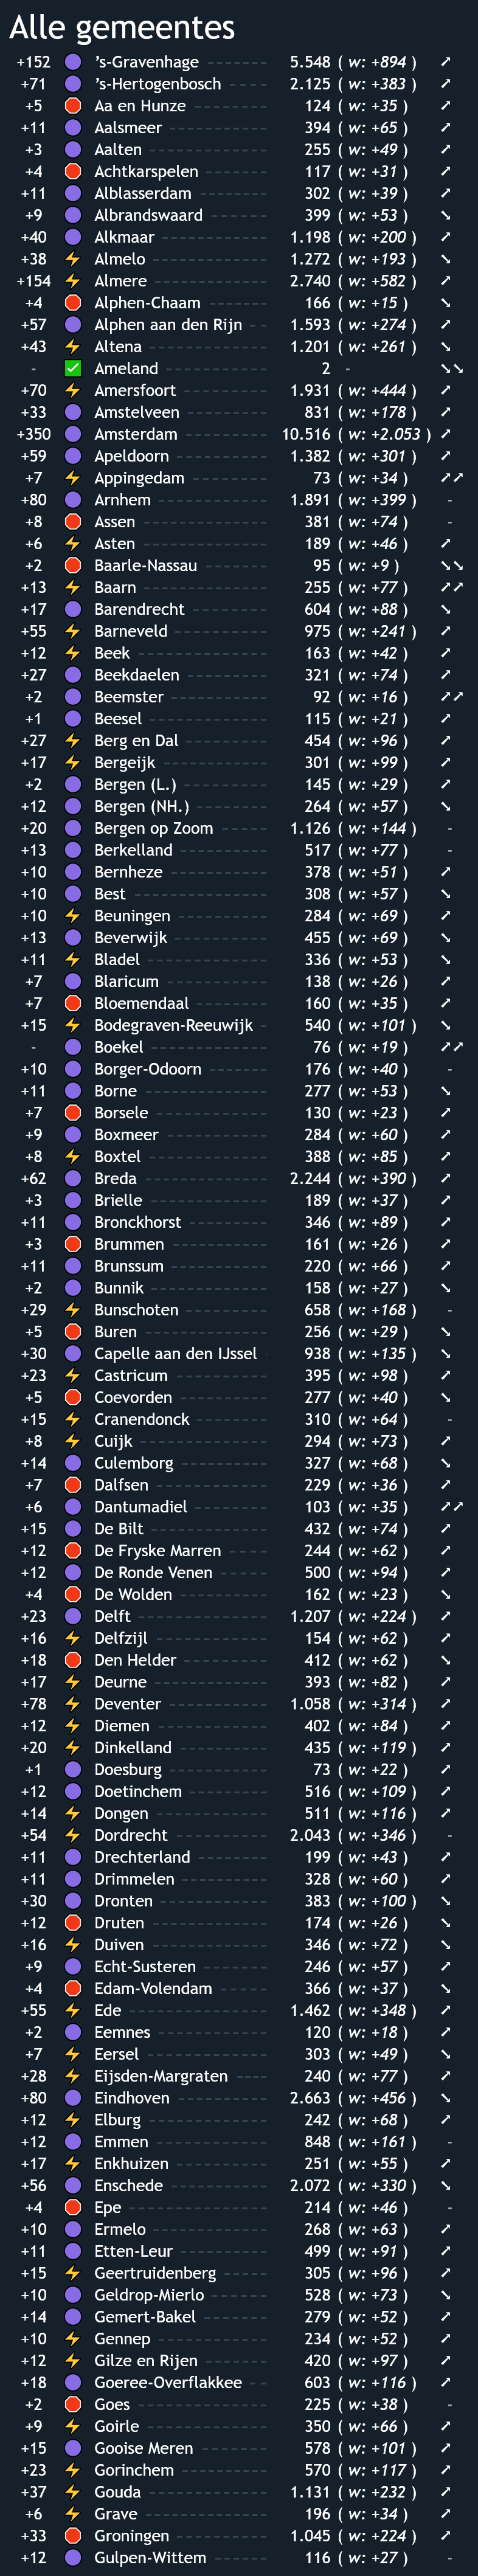 Alle gemeentes
+152 's-Gravenhage 5.548 ( w: +894 )
+71 's-Hertogenbosch 2.125 ( w: +383 )
+5 Aa en Hunze 124 ( w: +35 )
+11 Aalsmeer 394 ( w: +65 )
+3 Aalten 255 ( w: +49 )
+4 Achtkarspelen 117 ( w: +31 )
+11 Alblasserdam 302 ( w: +39 )
+9 Albrandswaard 399 ( w: +53 )
+40 Alkmaar 1.198 ( w: +200 )
+38 Almelo 1.272 ( w: +193 )
+154 Almere 2.740 ( w: +582 )
+4 Alphen-Chaam 166 ( w: +15 )
+57 Alphen aan den Rijn 1.593 ( w: +274 )
+43 Altena 1.201 ( w: +261 )
- Ameland 2 -
+70 Amersfoort 1.931 ( w: +444 )
+33 Amstelveen 831 ( w: +178 )
+350 Amsterdam 10.516 ( w: +2.053 )
+59 Apeldoorn 1.382 ( w: +301 )
+7 Appingedam 73 ( w: +34 )
+80 Arnhem 1.891 ( w: +399 ) -
+8 Assen 381 ( w: +74 ) -
+6 Asten 189 ( w: +46 )
+2 Baarle-Nassau 95 ( w: +9 )
+13 Baarn 255 ( w: +77 )
+17 Barendrecht 604 ( w: +88 )
+55 Barneveld 975 ( w: +241 )
+12 Beek 163 ( w: +42 )
+27 Beekdaelen 321 ( w: +74 )
+2 Beemster 92 ( w: +16 )
+1 Beesel 115 ( w: +21 )
+27 Berg en Dal 454 ( w: +96 )
+17 Bergeijk 301 ( w: +99 )
+2 Bergen (L.) 145 ( w: +29 )
+12 Bergen (NH.) 264 ( w: +57 )
+20 Bergen op Zoom 1.126 ( w: +144 ) -
+13 Berkelland 517 ( w: +77 ) -
+10 Bernheze 378 ( w: +51 )
+10 Best 308 ( w: +57 )
+10 Beuningen 284 ( w: +69 )
+13 Beverwijk 455 ( w: +69 )
+11 Bladel 336 ( w: +53 )
+7 Blaricum 138 ( w: +26 )
+7 Bloemendaal 160 ( w: +35 )
+15 Bodegraven-Reeuwijk 540 ( w: +101 )
- Boekel 76 ( w: +19 )
+10 Borger-Odoorn 176 ( w: +40 ) -
+11 Borne 277 ( w: +53 )
+7 Borsele 130 ( w: +23 )
+9 Boxmeer 284 ( w: +60 )
+8 Boxtel 388 ( w: +85 )
+62 Breda 2.244 ( w: +390 )
+3 Brielle 189 ( w: +37 )
+11 Bronckhorst 346 ( w: +89 )
+3 Brummen 161 ( w: +26 )
+11 Brunssum 220 ( w: +66 )
+2 Bunnik 158 ( w: +27 )
+29 Bunschoten 658 ( w: +168 ) -
+5 Buren 256 ( w: +29 )
+30 Capelle aan den IJssel 938 ( w: +135 )
+23 Castricum 395 ( w: +98 )
+5 Coevorden 277 ( w: +40 )
+15 Cranendonck 310 ( w: +64 ) -
+8 Cuijk 294 ( w: +73 )
+14 Culemborg 327 ( w: +68 )
+7 Dalfsen 229 ( w: +36 )
+6 Dantumadiel 103 ( w: +35 )
+15 De Bilt 432 ( w: +74 )
+12 De Fryske Marren 244 ( w: +62 )
+12 De Ronde Venen 500 ( w: +94 )
+4 De Wolden 162 ( w: +23 )
+23 Delft 1.207 ( w: +224 )
+16 Delfzijl 154 ( w: +62 )
+18 Den Helder 412 ( w: +62 )
+17 Deurne 393 ( w: +82 )
+78 Deventer 1.058 ( w: +314 )
+12 Diemen 402 ( w: +84 )
+20 Dinkelland 435 ( w: +119 )
+1 Doesburg 73 ( w: +22 )
+12 Doetinchem 516 ( w: +109 )
+14 Dongen 511 ( w: +116 )
+54 Dordrecht 2.043 ( w: +346 ) -
+11 Drechterland 199 ( w: +43 )
+11 Drimmelen 328 ( w: +60 )
+30 Dronten 383 ( w: +100 )
+12 Druten 174 ( w: +26 )
+16 Duiven 346 ( w: +72 )
+9 Echt-Susteren 246 ( w: +57 )
+4 Edam-Volendam 366 ( w: +37 )
+55 Ede 1.462 ( w: +348 )
+2 Eemnes 120 ( w: +18 )
+7 Eersel 303 ( w: +49 )
+28 Eijsden-Margraten 240 ( w: +77 )
+80 Eindhoven 2.663 ( w: +456 )
+12 Elburg 242 ( w: +68 )
+12 Emmen 848 ( w: +161 ) -
+17 Enkhuizen 251 ( w: +55 )
+56 Enschede 2.072 ( w: +330 )
+4 Epe 214 ( w: +46 ) -
+10 Ermelo 268 ( w: +63 )
+11 Etten-Leur 499 ( w: +91 )
+15 Geertruidenberg 305 ( w: +96 )
+10 Geldrop-Mierlo 528 ( w: +73 )
+14 Gemert-Bakel 279 ( w: +52 )
+10 Gennep 234 ( w: +52 )
+12 Gilze en Rijen 420 ( w: +97 )
+18 Goeree-Overflakkee 603 ( w: +116 )
+2 Goes 225 ( w: +38 ) -
+9 Goirle 350 ( w: +66 )
+15 Gooise Meren 578 ( w: +101 )
+23 Gorinchem 570 ( w: +117 )
+37 Gouda 1.131 ( w: +232 )
+6 Grave 196 ( w: +34 )
+33 Groningen 1.045 ( w: +224 )
+12 Gulpen-Wittem 116 ( w: +27 ) -